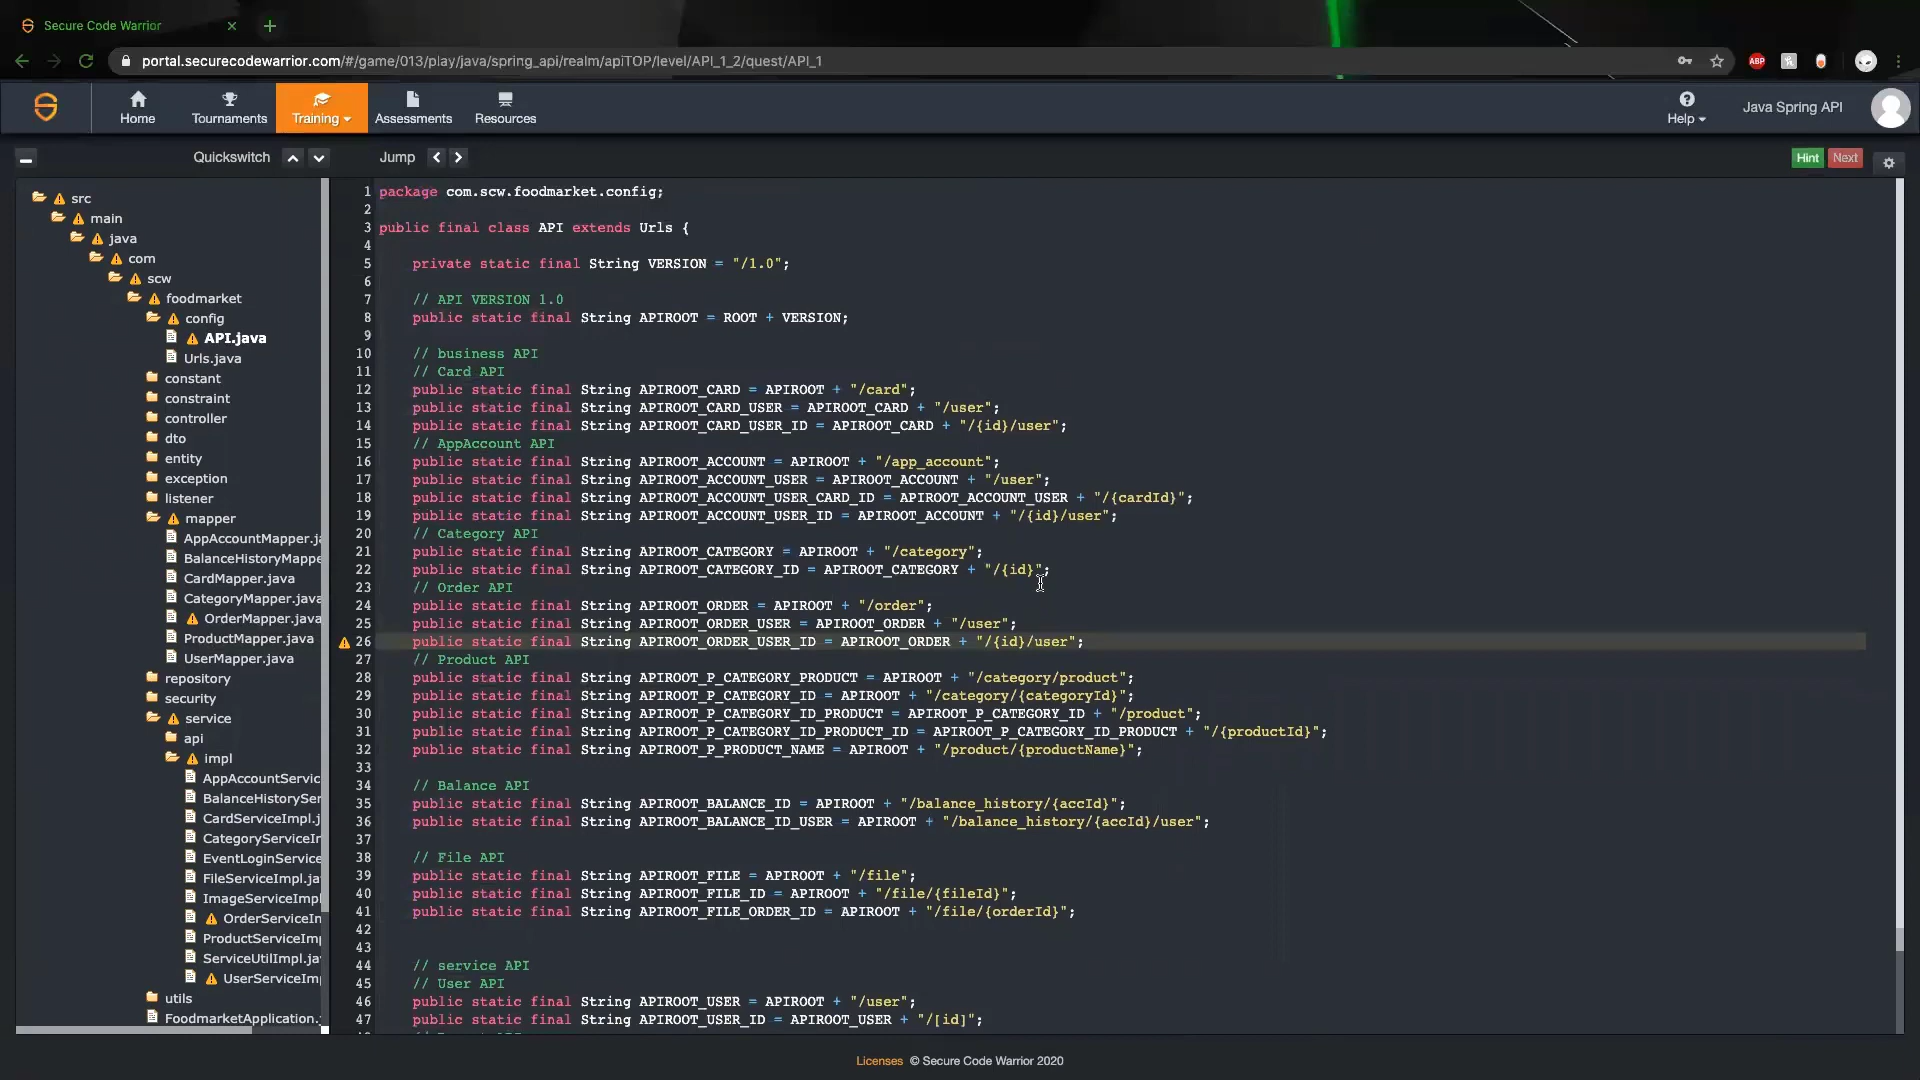 Secure Code Warrior
portal.securecodewarrior.com/#/game/013/play/java/spring_api/realm/apiTOP/level/API_1_2/quest/API_1
ABP
Home
Tournaments
Training
Assessments
Resources
Help
Java Spring API
Quickswitch
Jump
Hint
Next
src
main
java
com
scw
foodmarket
config
API.java
Urls.java
constant
constraint
controller
dto
entity
exception
listener
mapper
AppAccountMapper.ja
BalanceHistoryMappe
CardMapper.java
CategoryMapper.java
OrderMapper.java
ProductMapper.java
UserMapper.java
repository
security
service
api
impl
AppAccountServic
BalanceHistorySer
CardServiceImpl.j
CategoryServiceIr
EventLoginService
FileServiceImpl.ja
ImageServiceImpl
OrderServiceIn
ProductServiceImp
ServiceUtilImpl.jav
UserServiceImp
utils
FoodmarketApplication.j
1 package com.scw.foodmarket.config;
2
3 public final class API extends Urls {
4
5 private static final String VERSION = "/1.0";
6
7 // API VERSION 1.0
8 public static final String APIROOT = ROOT + VERSION;
9
10 // business API
11 // Card API
12 public static final String APIROOT_CARD = APIROOT + "/card";
13 public static final String APIROOT_CARD_USER = APIROOT_CARD + "/user";
14 public static final String APIROOT_CARD_USER_ID = APIROOT_CARD + "/{id}/user";
15 // AppAccount API
16 public static final String APIROOT_ACCOUNT = APIROOT + "/app_account";
17 public static final String APIROOT_ACCOUNT_USER = APIROOT_ACCOUNT + "/user";
18 public static final String APIROOT_ACCOUNT_USER_CARD_ID = APIROOT_ACCOUNT_USER + "/{cardId}";
19 public static final String APIROOT_ACCOUNT_USER_ID = APIROOT_ACCOUNT + "/{id}/user";
20 // Category API
21 public static final String APIROOT_CATEGORY = APIROOT + "/category";
22 public static final String APIROOT_CATEGORY_ID = APIROOT_CATEGORY + "/{id}";
23 // Order API
24 public static final String APIROOT_ORDER = APIROOT + "/order";
25 public static final String APIROOT_ORDER_USER = APIROOT_ORDER + "/user";
26 public static final String APIROOT_ORDER_USER_ID = APIROOT_ORDER + "/{id}/user";
27 // Product API
28 public static final String APIROOT_P_CATEGORY_PRODUCT = APIROOT + "/category/product";
29 public static final String APIROOT_P_CATEGORY_ID = APIROOT + "/category/{categoryId}";
30 public static final String APIROOT_P_CATEGORY_ID_PRODUCT = APIROOT_P_CATEGORY_ID + "/product";
31 public static final String APIROOT_P_CATEGORY_ID_PRODUCT_ID = APIROOT_P_CATEGORY_ID_PRODUCT + "/{productId}";
32 public static final String APIROOT_P_PRODUCT_NAME = APIROOT + "/product/{productName}";
33
34 // Balance API
35 public static final String APIROOT_BALANCE_ID = APIROOT + "/balance_history/{accId}";
36 public static final String APIROOT_BALANCE_ID_USER = APIROOT + "/balance_history/{accId}/user";
37
38 // File API
39 public static final String APIROOT_FILE = APIROOT + "/file";
40 public static final String APIROOT_FILE_ID = APIROOT + "/file/{fileId}";
41 public static final String APIROOT_FILE_ORDER_ID = APIROOT + "/file/{orderId}";
42
43
44 // service API
45 // User API
46 public static final String APIROOT_USER = APIROOT + "/user";
47 public static final String APIROOT_USER_ID = APIROOT_USER + "/[id]";
Licenses © Secure Code Warrior 2020